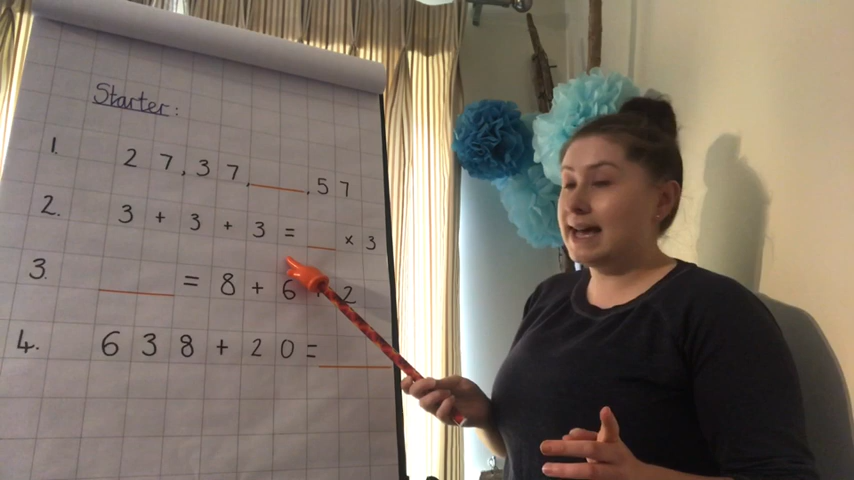 Starter:
1. 27, 37, ____, 57
2. 3 + 3 + 3 = __ × 3
3. ____ = 8 + 6 + 2
4. 638 + 20 = ____